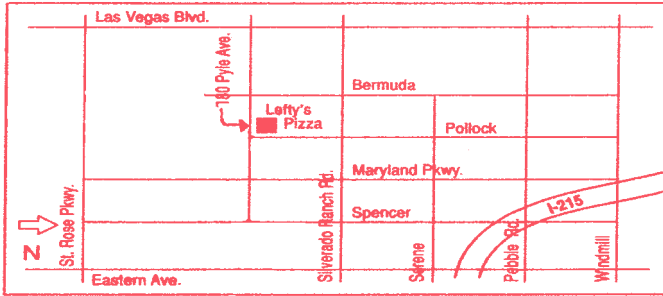 Las Vegas Blvd.
780 Pyle Ave.
Bermuda
Lefty's
Pizza
Pollock
Silverado Ranch Rd.
Maryland Pkwy.
St. Rose Pkwy.
Spencer
I-215
N
Serene
Pebble Rd.
Windmill
Eastern Ave.